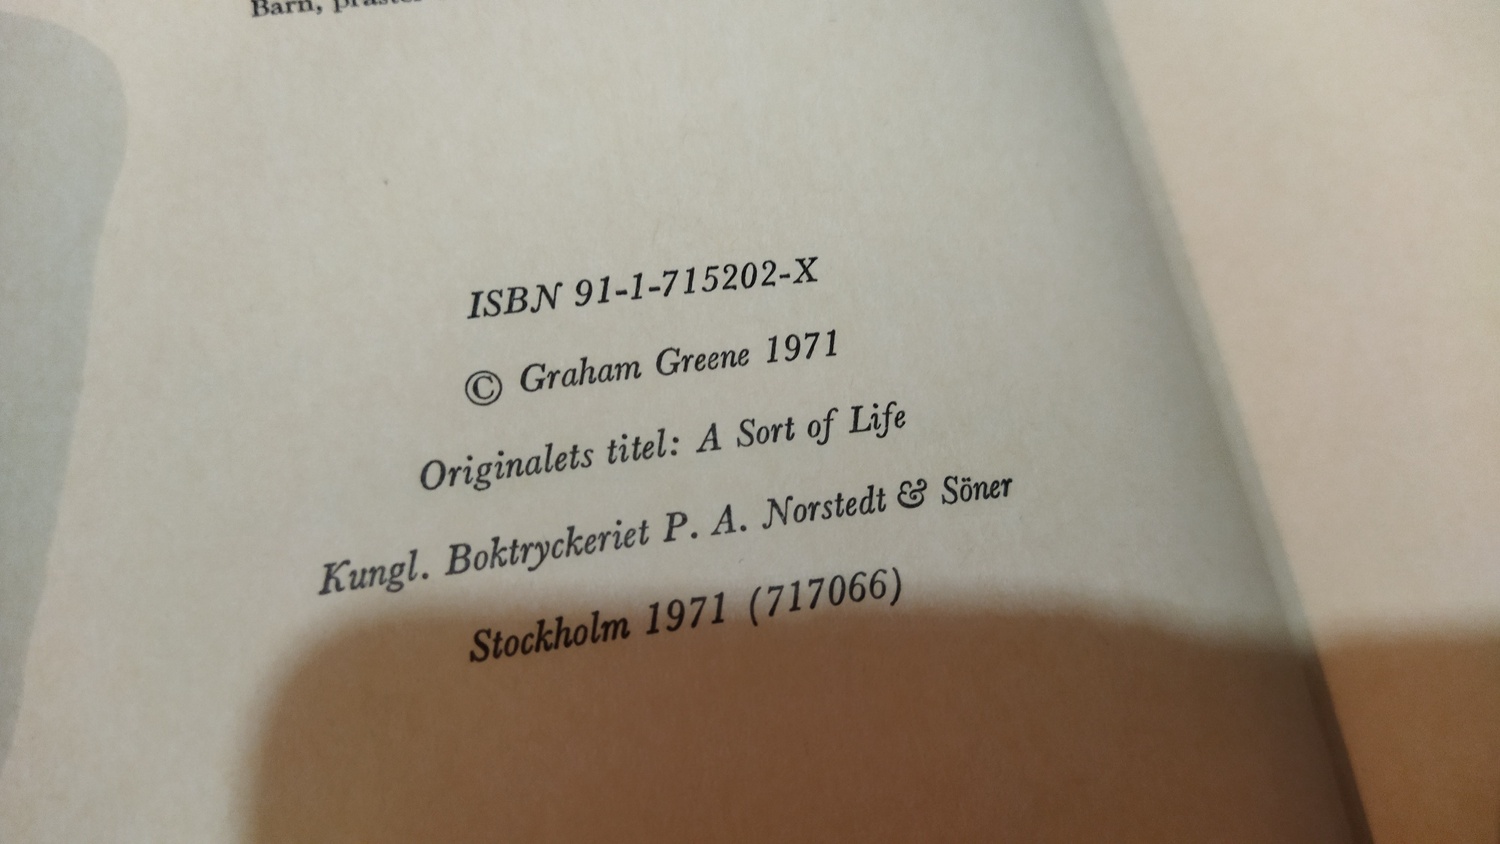 Barn,
ISBN 91-1-715202-X
© Graham Greene 1971
Originalets titel: A Sort of Life
Kungl. Boktryckeriet P. A. Norstedt & Söner
Stockholm 1971 (717066)